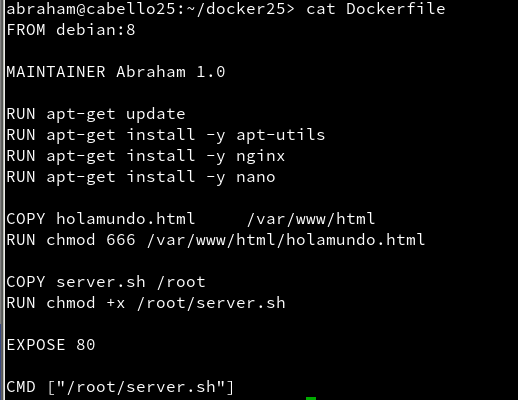 abraham@cabello25:~/docker25> cat Dockerfile
FROM debian:8
MAINTAINER Abraham 1.0
RUN apt-get update
RUN apt-get install -y apt-utils
RUN apt-get install -y nginx
RUN apt-get install -y nano
COPY holamundo.html     /var/www/html
RUN chmod 666 /var/www/html/holamundo.html
COPY server.sh /root
RUN chmod +x /root/server.sh
EXPOSE 80
CMD ["/root/server.sh"]